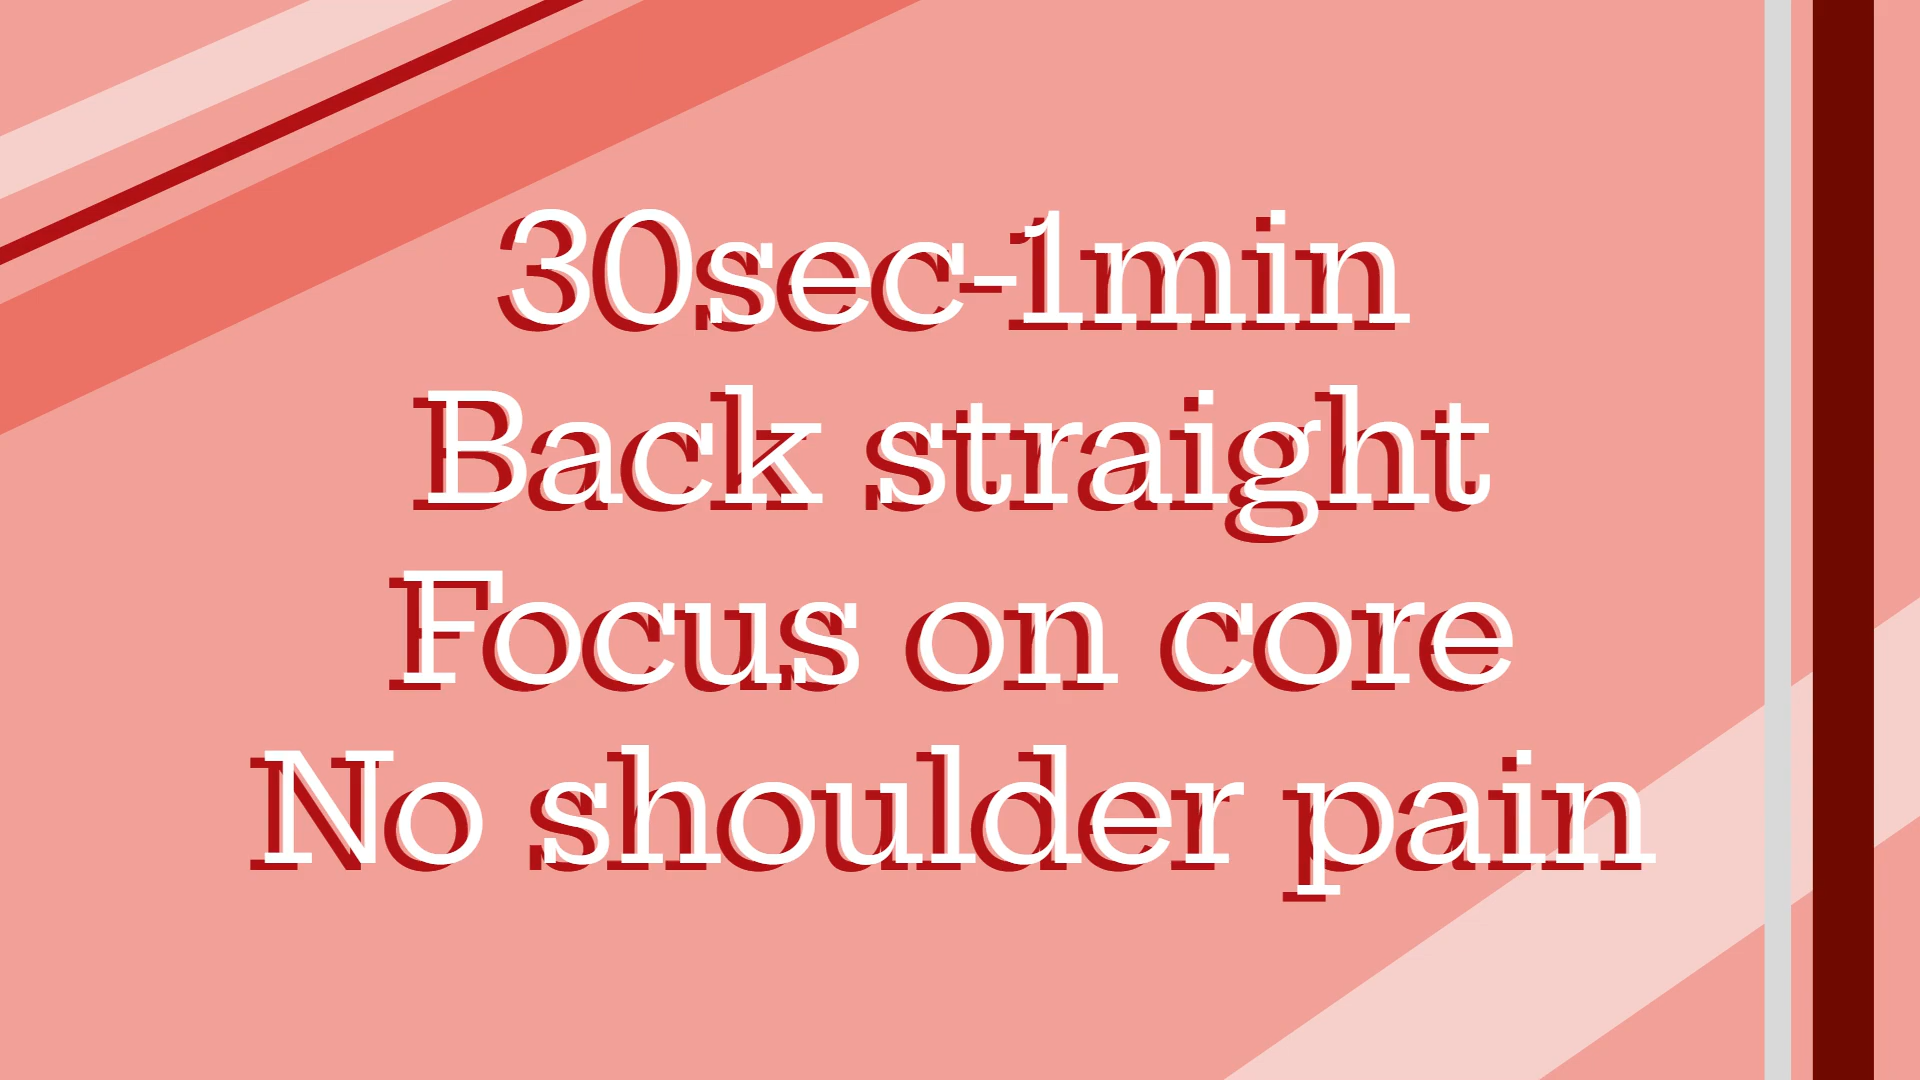 30sec-1min
Back straight
Focus on core
No shoulder pain